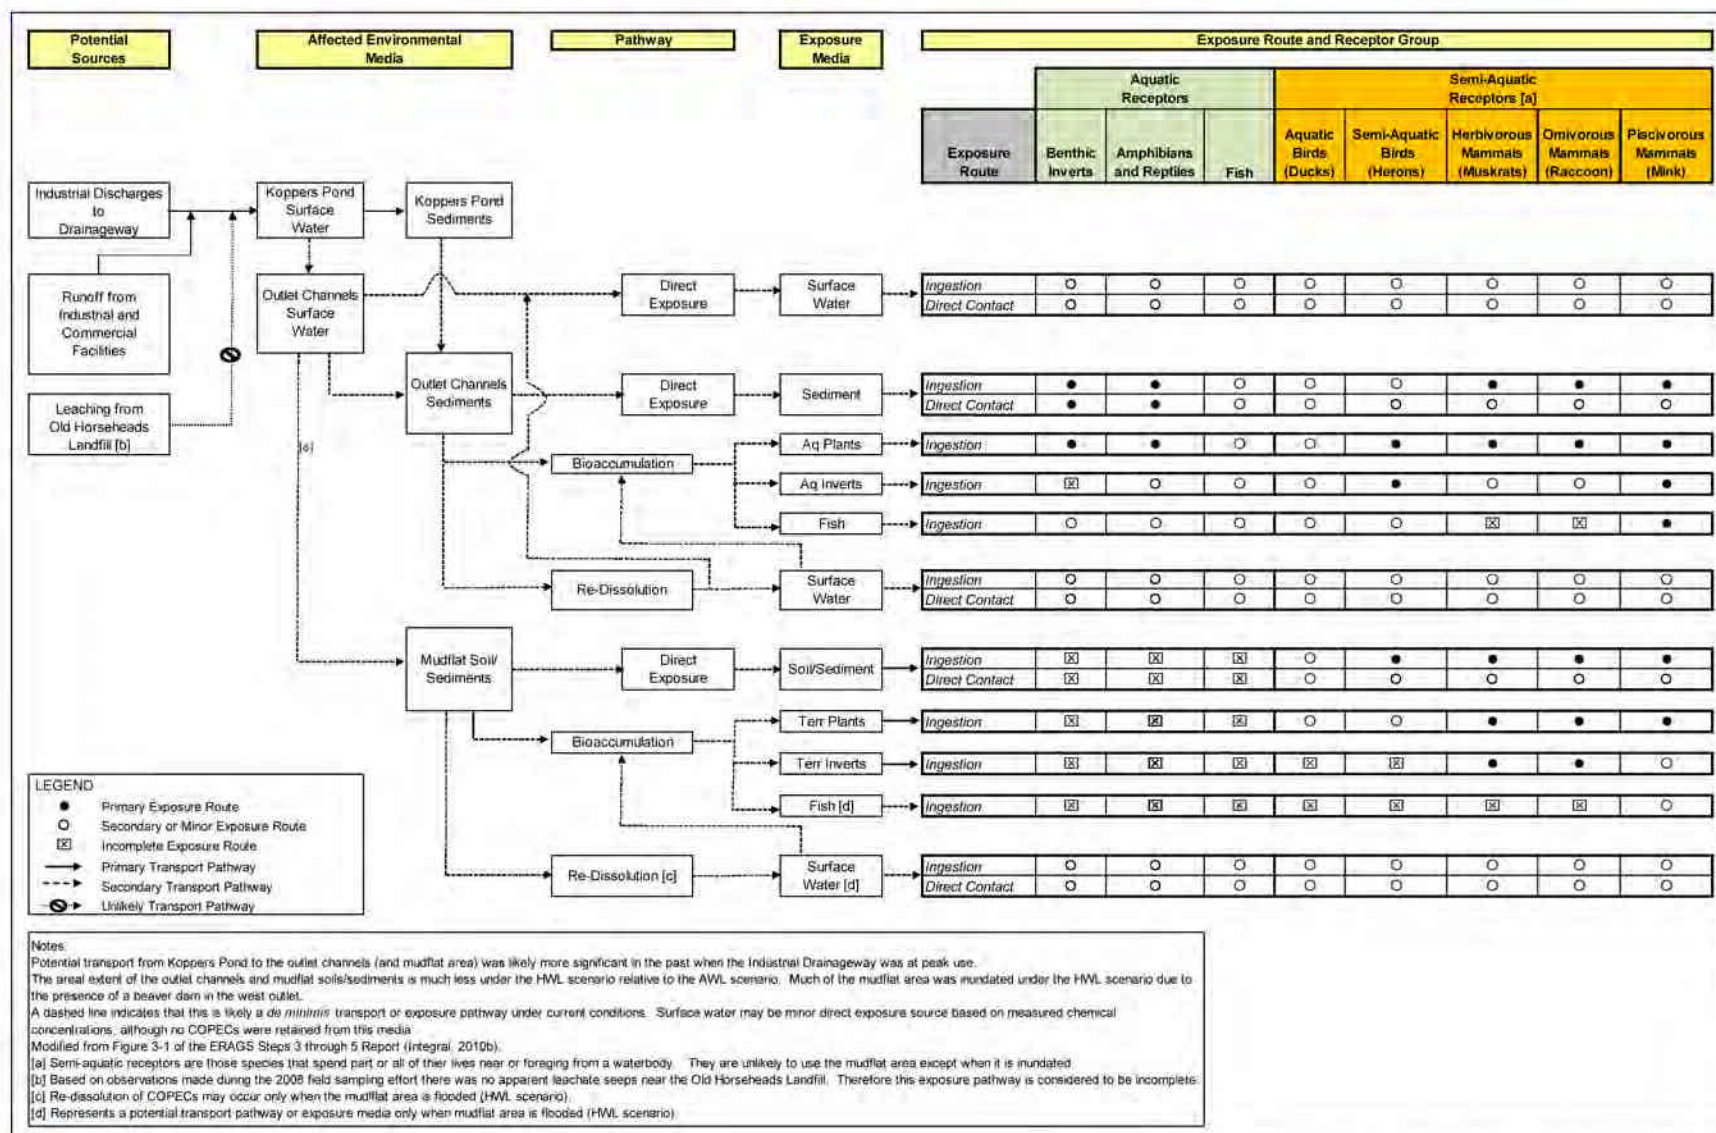 Potential
Sources
Affected Environmental
Media
Pathway
Exposure
Media
Exposure Route and Receptor Group
Aquatic
Receptors
Semi-Aquatic
Receptors [a]
Exposure
Route
Benthic
Inverts
Amphibians
and Reptiles
Fish
Aquatic
Birds
(Ducks)
Semi-Aquatic
Birds
(Herons)
Herbivorous
Mammals
(Muskrats)
Omivorous
Mammals
(Raccoon)
Piscivorous
Mammals
(Mink)
Industrial Discharges
to
Drainageway
Koppers Pond
Surface
Water
Koppers Pond
Sediments
Runoff from
Industrial and
Commercial
Facilities
Outlet Channels
Surface
Water
Direct
Exposure
Surface
Water
Ingestion
Direct Contact
Leaching from
Old Horseheads
Landfill [b]
Outlet Channels
Sediments
Direct
Exposure
Sediment
Ingestion
Direct Contact
Bioaccumulation
Aq Plants
Ingestion
Aq Inverts
Ingestion
Fish
Ingestion
Re-Dissolution
Surface
Water
Ingestion
Direct Contact
Mudflat Soil/
Sediments
Direct
Exposure
Soil/Sediment
Ingestion
Direct Contact
Bioaccumulation
Terr Plants
Ingestion
Terr Inverts
Ingestion
Fish [d]
Ingestion
Re-Dissolution [c]
Surface
Water [d]
Ingestion
Direct Contact
LEGEND
Primary Exposure Route
Secondary or Minor Exposure Route
Incomplete Exposure Route
Primary Transport Pathway
Secondary Transport Pathway
Unlikely Transport Pathway
Notes:
Potential transport from Koppers Pond to the outlet channels (and mudflat area) was likely more significant in the past when the Industrial Drainageway was at peak use.
The areal extent of the outlet channels and mudflat soils/sediments is much less under the HWL scenario relative to the AWL scenario. Much of the mudflat area was inundated under the HWL scenario due to
the presence of a beaver dam in the west outlet.
A dashed line indicates that this is likely a de minimis transport or exposure pathway under current conditions. Surface water may be minor direct exposure source based on measured chemical
concentrations, although no COPECs were retained from this media
Modified from Figure 3-1 of the ERAGS Steps 3 through 5 Report (Integral, 2010b).
[a] Semi-aquatic receptors are those species that spend part or all of thier lives near or foreging from a waterbody. They are unlikely to use the mudflat area except when it is inundated
[b] Based on observations made during the 2008 field sampling effort there was no apparent leachate seeps near the Old Horseheads Landfill. Therefore this exposure pathway is considered to be incomplete.
[c] Re-dissolution of COPECs may occur only when the mudflat area is flooded (HWL scenario).
[d] Represents a potential transport pathway or exposure media only when mudflat area is flooded (HWL scenario)